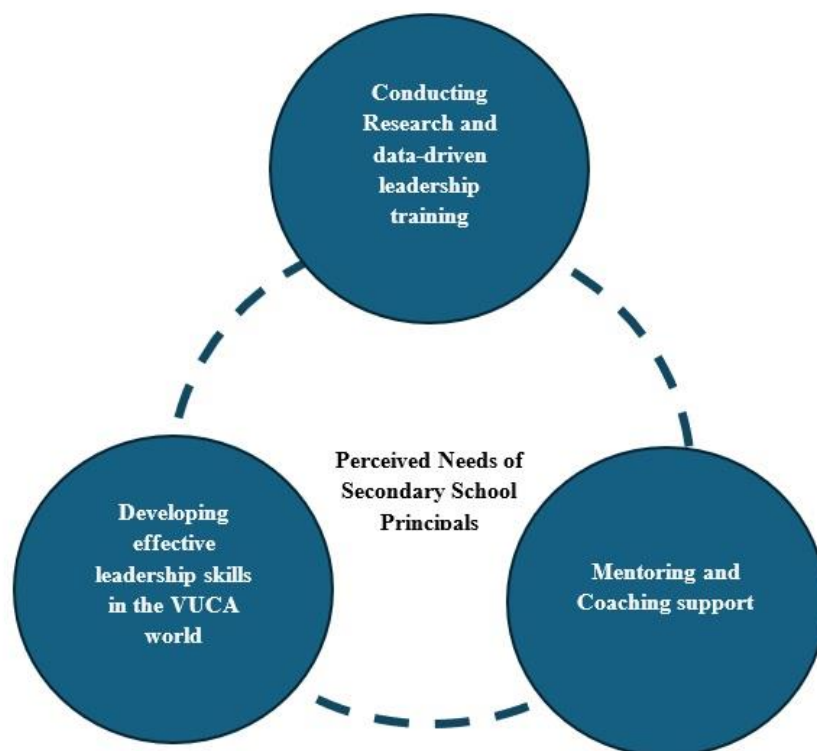 Conducting
Research and
data-driven
leadership
training
Perceived Needs of
Secondary School
Principals
Developing
effective
leadership skills
in the VUCA
world
Mentoring and
Coaching support